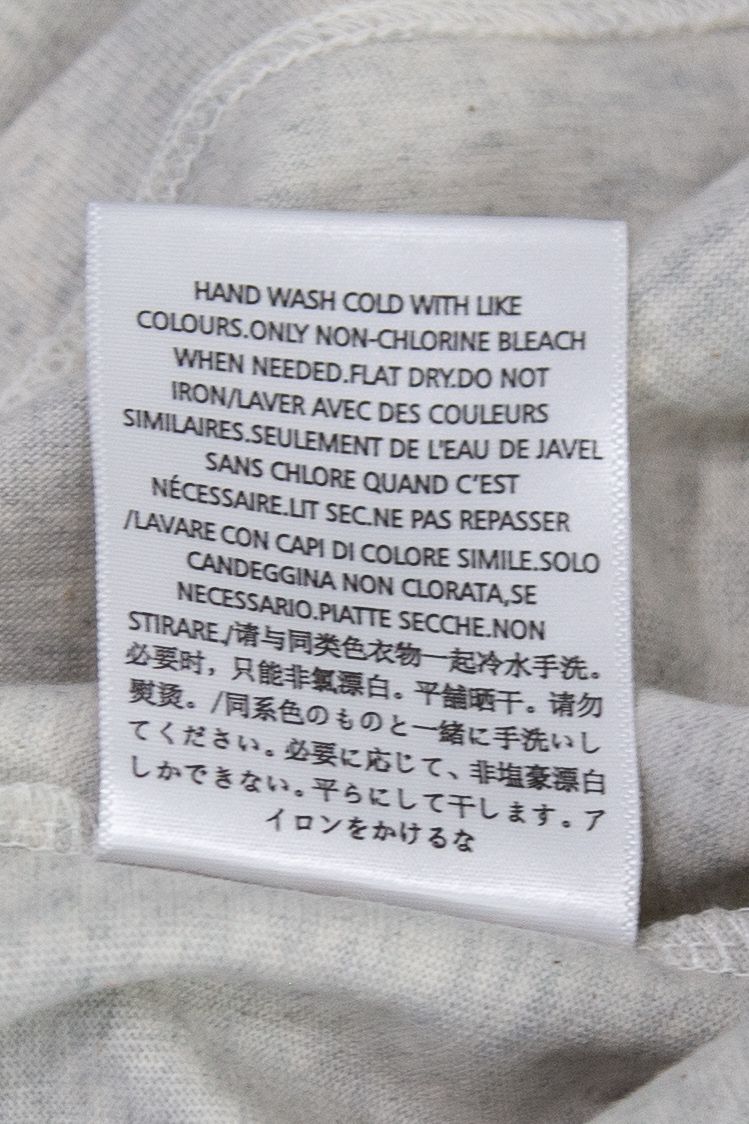 HAND WASH COLD WITH LIKE
COLOURS.ONLY NON-CHLORINE BLEACH
WHEN NEEDED.FLAT DRY.DO NOT
IRON/LAVER AVEC DES COULEURS
SIMILAIRES.SEULEMENT DE L'EAU DE JAVEL
SANS CHLORE QUAND C'EST
NÉCESSAIRE.LIT SEC.NE PAS REPASSER
/LAVARE CON CAPI DI COLORE SIMILE.SOLO
CANDEGGINA NON CLORATA,SE
NECESSARIO.PIATTE SECCHE.NON
STIRARE./请与同类色衣物一起冷水手洗。
必要时，只能非氯漂白。平舖晒干。请勿
熨烫。/同系色のものと一緒に手洗いし
てください。必要に応じて、非塩豪漂白
しかできない。平らにして干します。ア
イロンをかけるな